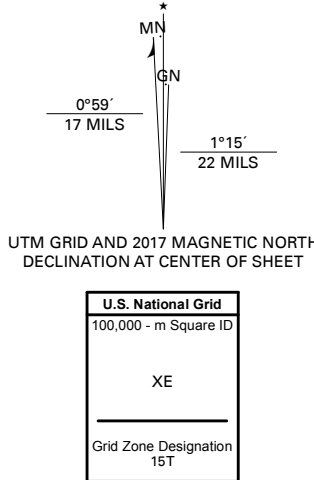 ★
MN
GN
0°59´
17 MILS
1°15´
22 MILS
UTM GRID AND 2017 MAGNETIC NORTH
DECLINATION AT CENTER OF SHEET
U.S. National Grid
100,000 - m Square ID
XE
Grid Zone Designation
15T